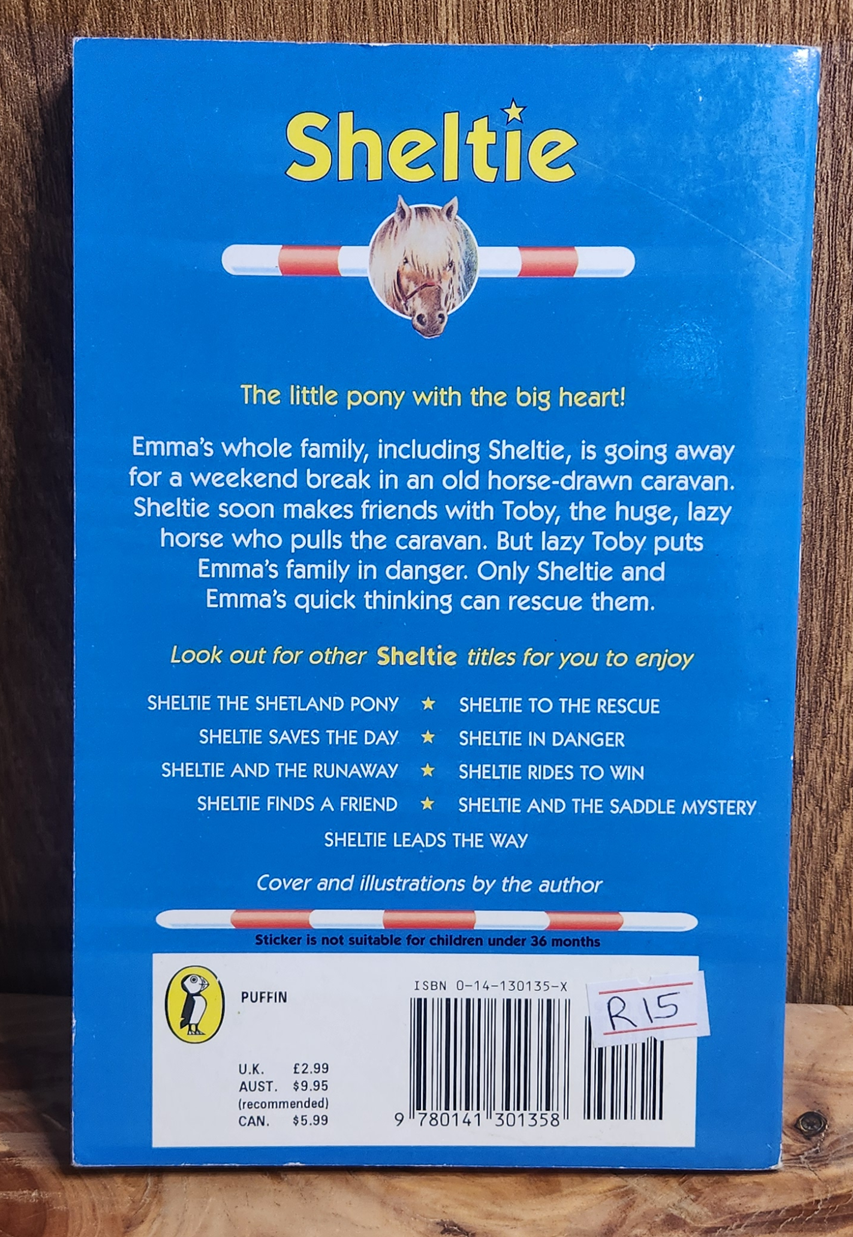 Sheltie
The little pony with the big heart!
Emma's whole family, including Sheltie, is going away
for a weekend break in an old horse-drawn caravan.
Sheltie soon makes friends with Toby, the huge, lazy
horse who pulls the caravan. But lazy Toby puts
Emma's family in danger. Only Sheltie and
Emma's quick thinking can rescue them.
Look out for other Sheltie titles for you to enjoy
SHELTIE THE SHETLAND PONY ★ SHELTIE TO THE RESCUE
SHELTIE SAVES THE DAY ★ SHELTIE IN DANGER
SHELTIE AND THE RUNAWAY ★ SHELTIE RIDES TO WIN
SHELTIE FINDS A FRIEND ★ SHELTIE AND THE SADDLE MYSTERY
SHELTIE LEADS THE WAY
Cover and illustrations by the author
Sticker is not suitable for children under 36 months
PUFFIN
U.K. £2.99
AUST. $9.95
(recommended)
CAN. $5.99
ISBN 0-14-130135-X
R15
9 780141 301358